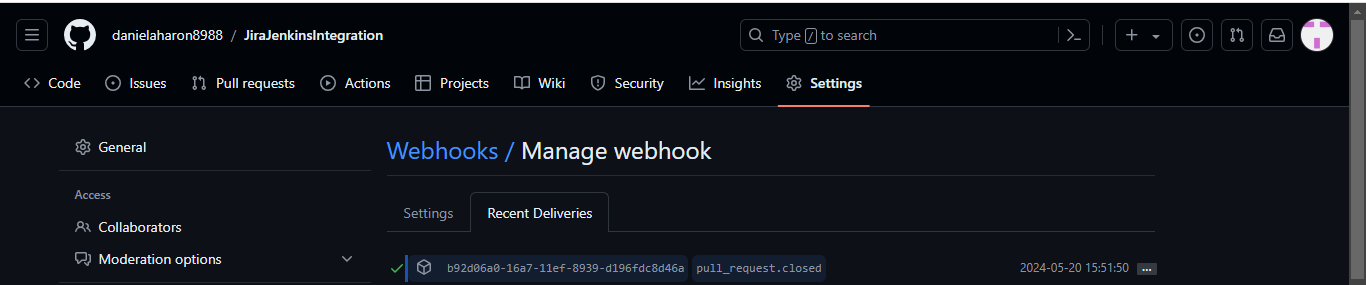 danielaharon8988 / JiraJenkinsIntegration
Type / to search
Code Issues Pull requests Actions Projects Wiki Security Insights Settings
General
Access
Collaborators
Moderation options
Webhooks / Manage webhook
Settings Recent Deliveries
b92d06a0-16a7-11ef-8939-d196fdc8d46a pull_request.closed 2024-05-20 15:51:50 ...